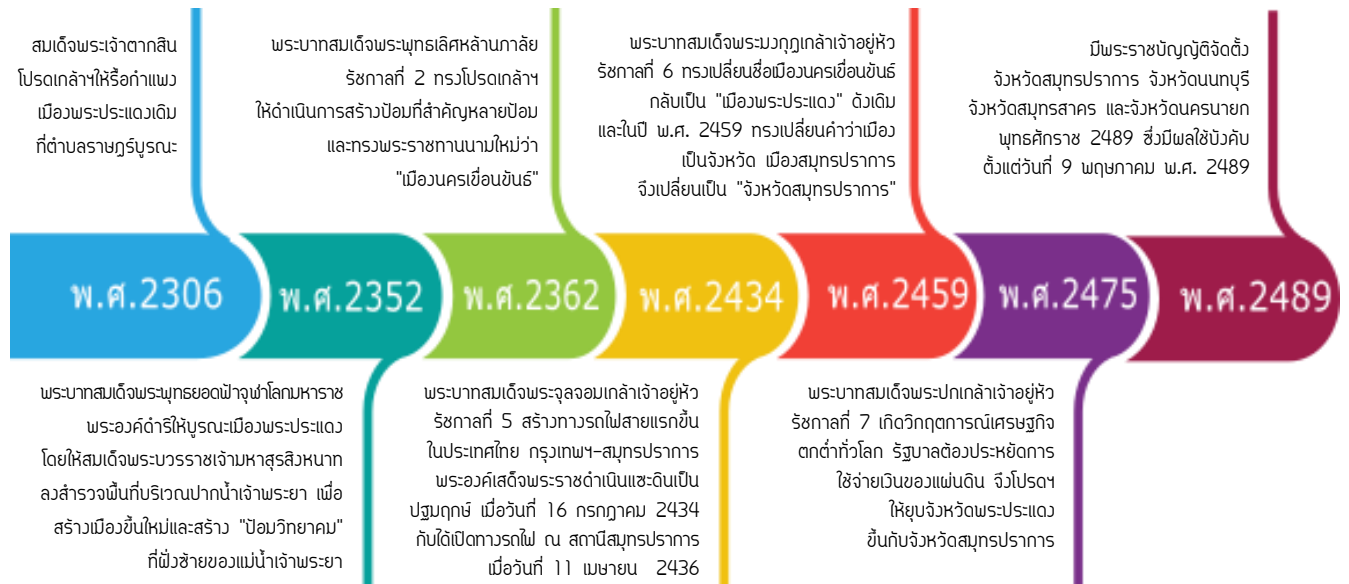 สมเด็จพระเจ้าตากสิน
โปรดเกล้าฯให้รื้อกำแพง
เมืองพระประแดงเดิม
ที่ตำบลราษฎร์บูรณะ
พระบาทสมเด็จพระพุทธเลิศหล้านภาลัย
รัชกาลที่ 2 ทรงโปรดเกล้าฯ
ให้ดำเนินการสร้างป้อมที่สำคัญหลายป้อม
และทรงพระราชทานนามใหม่ว่า
"เมืองนครเขื่อนขันธ์"
พระบาทสมเด็จพระมงกุฎเกล้าเจ้าอยู่หัว
รัชกาลที่ 6 ทรงเปลี่ยนชื่อเมืองนครเขื่อนขันธ์
กลับเป็น "เมืองพระประแดง" ดังเดิม
และในปี พ.ศ. 2459 ทรงเปลี่ยนคำว่าเมือง
เป็นจังหวัด เมืองสมุทรปราการ
จึงเปลี่ยนเป็น "จังหวัดสมุทรปราการ"
มีพระราชบัญญัติจัดตั้ง
จังหวัดสมุทรปราการ จังหวัดนนทบุรี
จังหวัดสมุทรสาคร และจังหวัดนครนายก
พุทธศักราช 2489 ซึ่งมีผลใช้บังคับ
ตั้งแต่วันที่ 9 พฤษภาคม พ.ศ. 2489
พ.ศ.2306
พ.ศ.2352
พ.ศ.2362
พ.ศ.2434
พ.ศ.2459
พ.ศ.2475
พ.ศ.2489
พระบาทสมเด็จพระพุทธยอดฟ้าจุฬาโลกมหาราช
พระองค์ดำริให้บูรณะเมืองพระประแดง
โดยให้สมเด็จพระบวรราชเจ้ามหาสุรสิงหนาท
ลงสำรวจพื้นที่บริเวณปากน้ำเจ้าพระยา เพื่อ
สร้างเมืองขึ้นใหม่และสร้าง "ป้อมวิทยาคม"
ที่ฝั่งซ้ายของแม่น้ำเจ้าพระยา
พระบาทสมเด็จพระจุลจอมเกล้าเจ้าอยู่หัว
รัชกาลที่ 5 สร้างทางรถไฟสายแรกขึ้น
ในประเทศไทย กรุงเทพฯ-สมุทรปราการ
พระองค์เสด็จพระราชดำเนินแซะดินเป็น
ปฐมฤกษ์ เมื่อวันที่ 16 กรกฎาคม 2434
กับได้เปิดทางรถไฟ ณ สถานีสมุทรปราการ
เมื่อวันที่ 11 เมษายน 2436
พระบาทสมเด็จพระปกเกล้าเจ้าอยู่หัว
รัชกาลที่ 7 เกิดวิกฤตการณ์เศรษฐกิจ
ตกต่ำทั่วโลก รัฐบาลต้องประหยัดการ
ใช้จ่ายเงินของแผ่นดิน จึงโปรดฯ
ให้ยุบจังหวัดพระประแดง
ขึ้นกับจังหวัดสมุทรปราการ